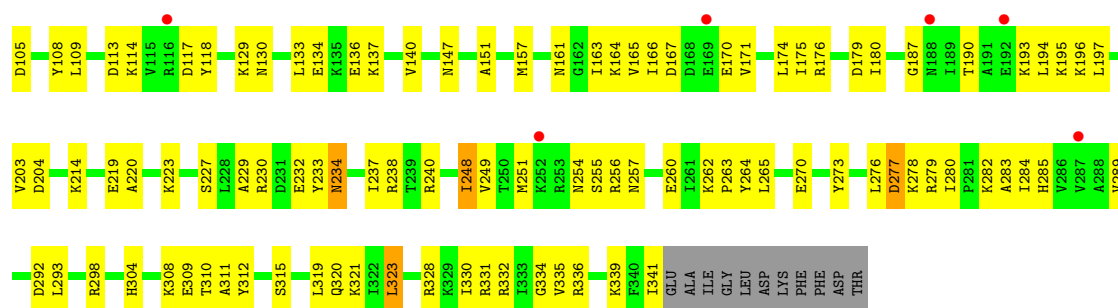 D105 Y108 L109 D113 K114 V115 R116 D117 Y118 K129 N130 L133 E134 K135 E136 K137 V140 N147 A151 M157 N161 G162 I163 K164 V165 I166 D167 D168 E169 E170 V171 L174 I175 R176 D179 I180 G187 N188 I189 T190 A191 E192 K193 L194 K195 K196 L197
V203 D204 K214 E219 A220 K223 S227 L228 A229 R230 D231 E232 Y233 N234 I237 R238 T239 R240 I248 V249 T250 M251 K252 R253 N254 S255 R256 N257 E260 I261 K262 P263 Y264 L265 E270 Y273 L276 D277 K278 R279 I280 P281 K282 A283 I284 H285 V286 V287 A288 V289
D292 L293 R298 H304 K308 E309 T310 A311 Y312 S315 L319 Q320 K321 I322 L323 R328 K329 I330 R331 R332 I333 G334 V335 R336 K339 F340 I341 GLU ALA ILE GLY LEU ASP LYS PHE PHE ASP THR